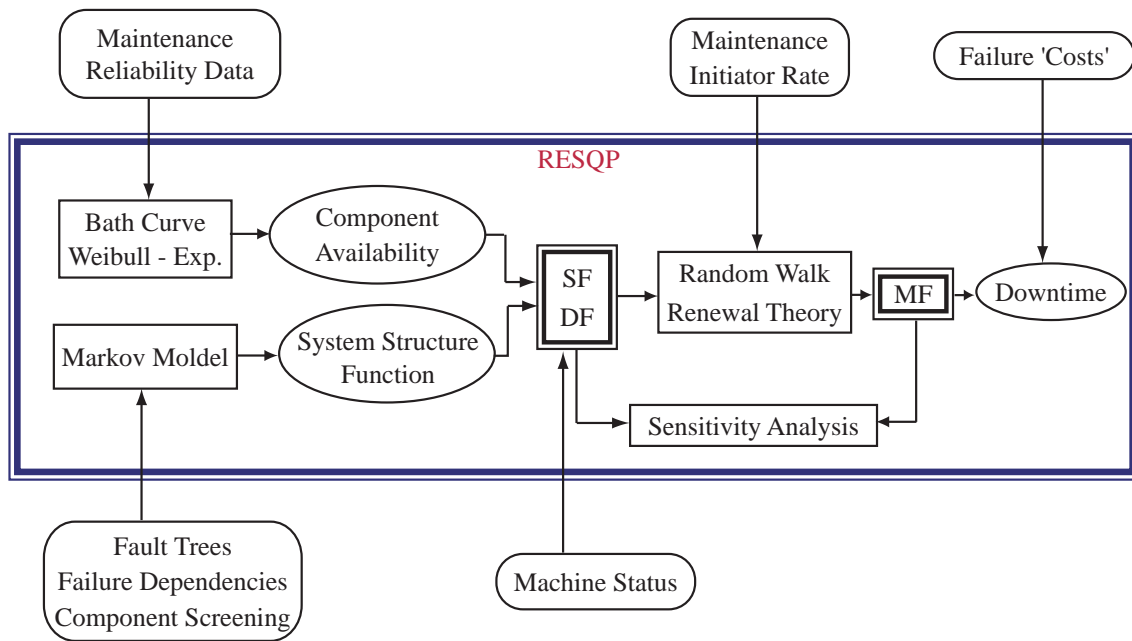 Maintenance
Reliability Data
Maintenance
Initiator Rate
Failure 'Costs'
RESQP
Bath Curve
Weibull - Exp.
Component
Availability
SF
DF
Random Walk
Renewal Theory
MF
Downtime
Markov Moldel
System Structure
Function
Sensitivity Analysis
Fault Trees
Failure Dependencies
Component Screening
Machine Status